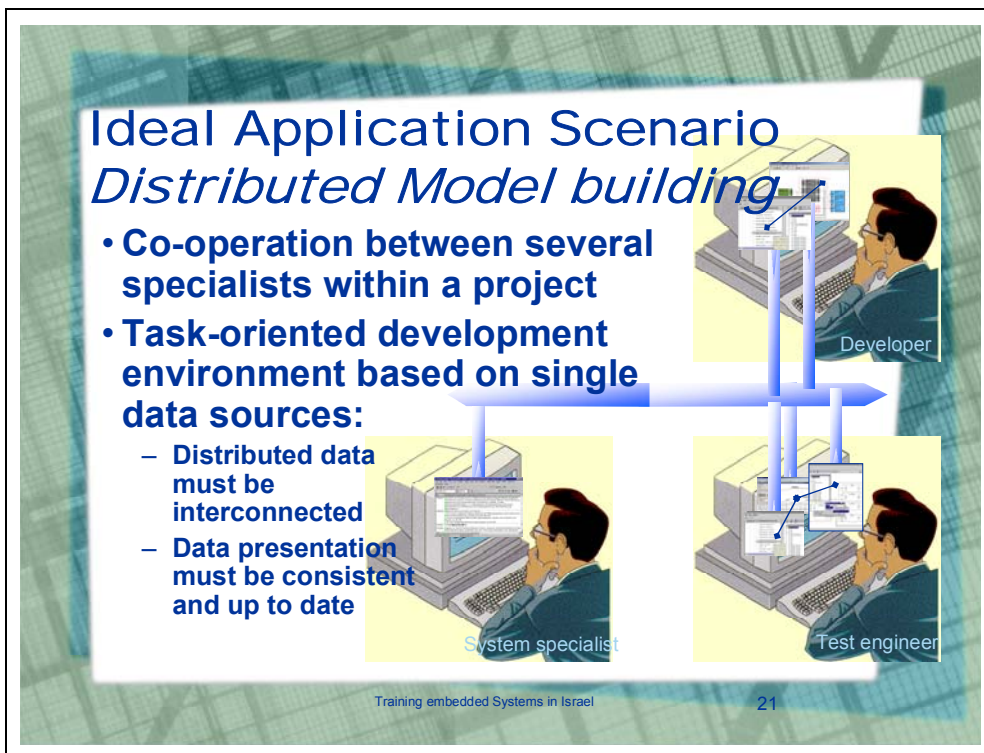 Ideal Application Scenario
Distributed Model building
• Co-operation between several
specialists within a project
• Task-oriented development
environment based on single
data sources:
– Distributed data
must be
interconnected
– Data presentation
must be consistent
and up to date
Developer
System specialist
Test engineer
Training embedded Systems in Israel
21